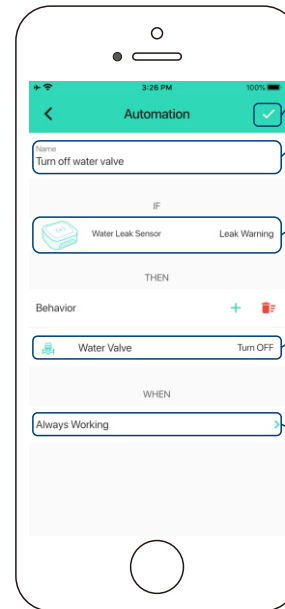 3:26 PM
100%
Automation
Name
Turn off water valve
IF
Water Leak Sensor Leak Warning
THEN
Behavior
Water Valve Turn OFF
WHEN
Always Working